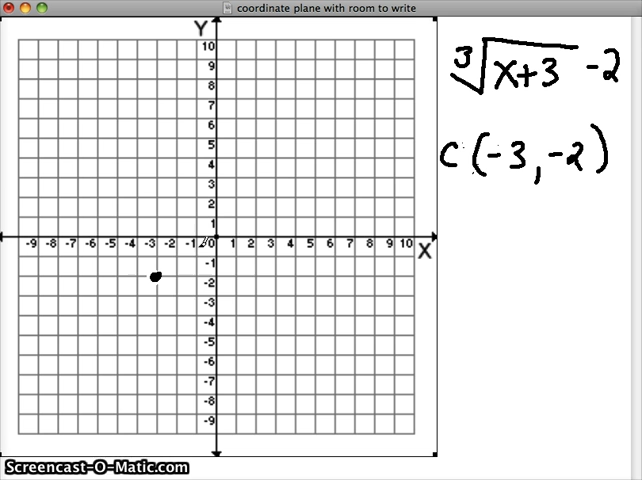 coordinate plane with room to write
Y
10
9
8
7
6
5
4
3
2
1
-9 -8 -7 -6 -5 -4 -3 -2 -1 0 1 2 3 4 5 6 7 8 9 10
X
-1
-2
-3
-4
-5
-6
-7
-8
-9
∛x+3 -2
C (-3, -2)
Screencast-O-Matic.com